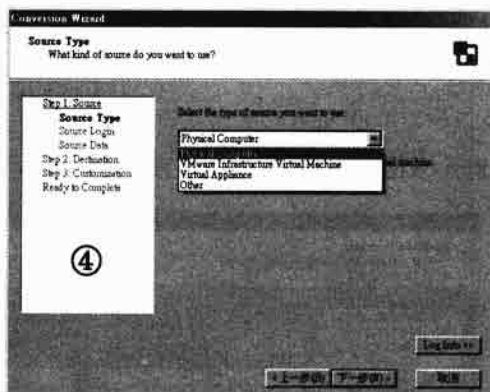 Conversion Wizard
Source Type
What kind of source do you want to use?
Step 1: Source
Source Type
Source Login
Source Data
Step 2: Destination
Step 3: Customization
Ready to Complete
④
Select the type of source you want to use:
Physical Computer
VMware Infrastructure Virtual Machine
machine.
Virtual Appliance
Other
Log Info >>
<上一步(B)
下一步(N)>
取消